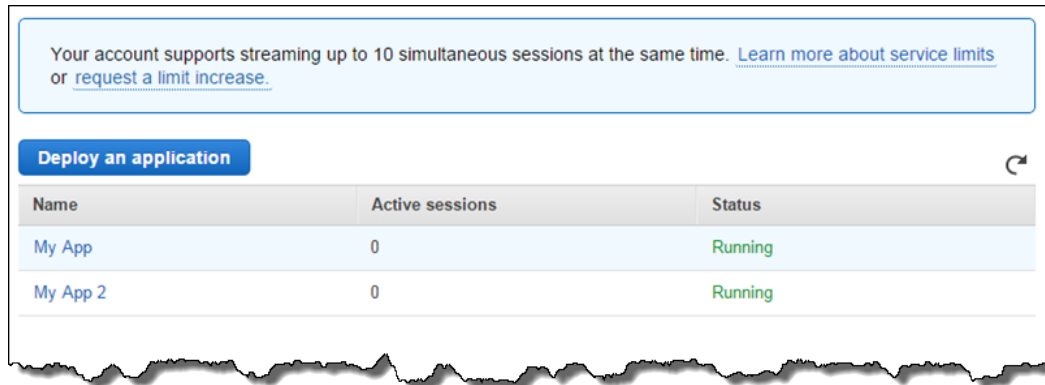 Your account supports streaming up to 10 simultaneous sessions at the same time. Learn more about service limits
or request a limit increase.
Deploy an application
Name Active sessions Status
My App 0 Running
My App 2 0 Running